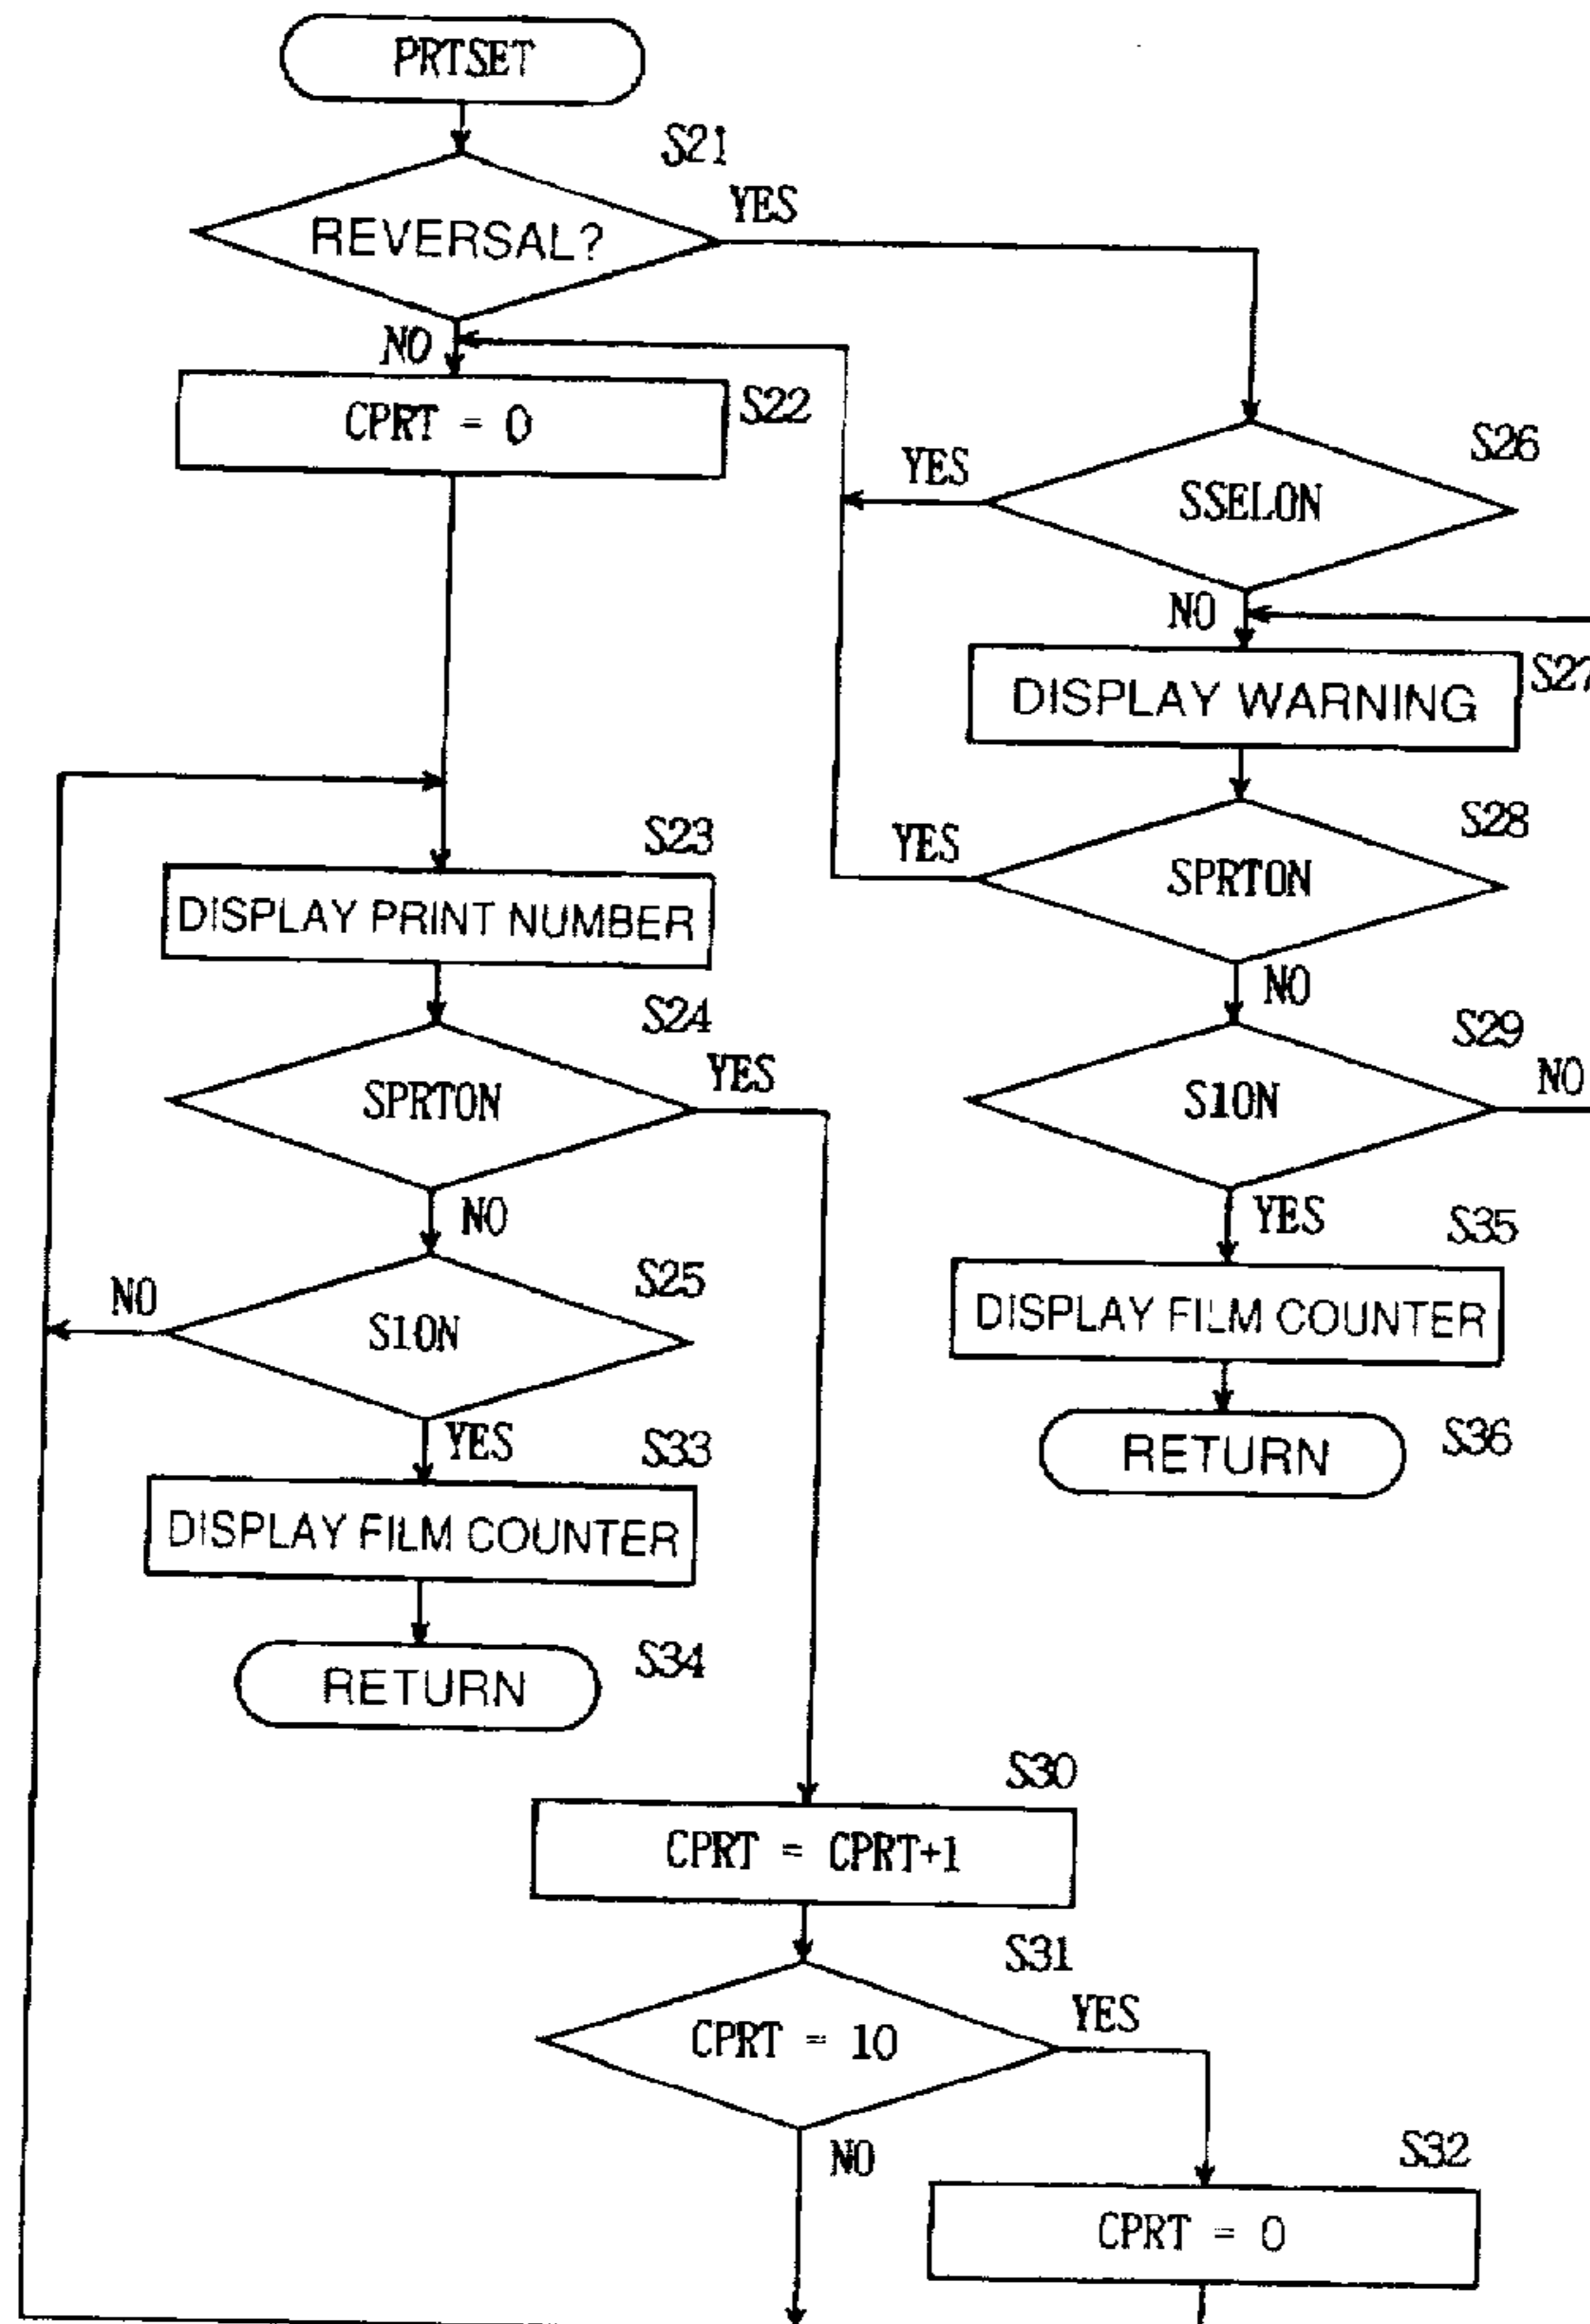 PRTSET
S21
REVERSAL?
YES
NO
CPRT = 0
S22
S26
YES
SSELON
NO
DISPLAY WARNING
S27
S28
YES
SPRTON
NO
S23
DISPLAY PRINT NUMBER
S24
SPRTON
YES
NO
S29
S1ON
NO
YES
S25
NO
S1ON
YES
S35
DISPLAY FILM COUNTER
RETURN
S36
S33
DISPLAY FILM COUNTER
RETURN
S34
S30
CPRT = CPRT+1
S31
CPRT = 10
YES
NO
S32
CPRT = 0